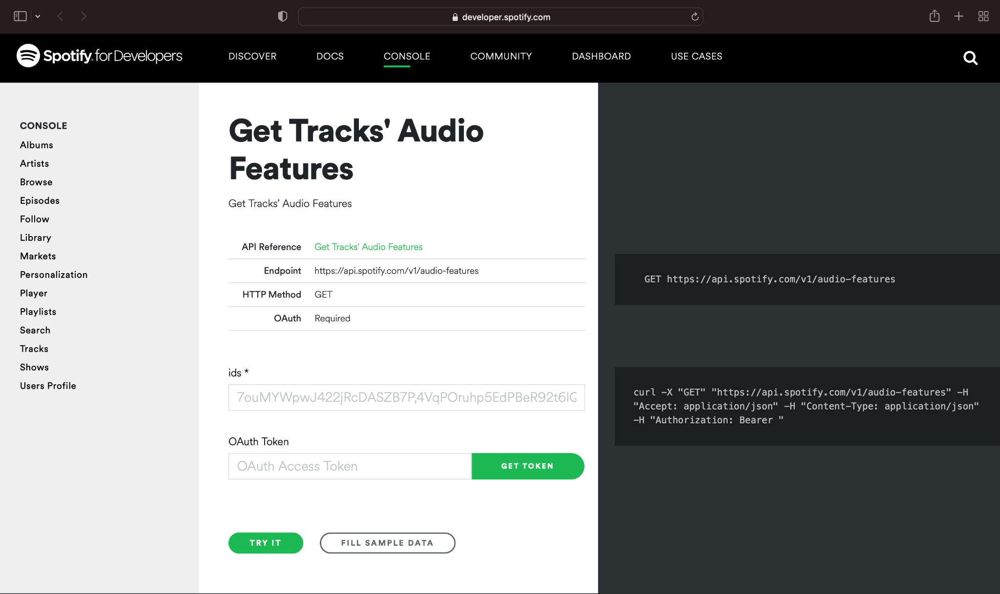 developer.spotify.com
Spotify for Developers
DISCOVER
DOCS
CONSOLE
COMMUNITY
DASHBOARD
USE CASES
CONSOLE
Albums
Artists
Browse
Episodes
Follow
Library
Markets
Personalization
Player
Playlists
Search
Tracks
Shows
Users Profile
Get Tracks' Audio
Features
Get Tracks’ Audio Features
API Reference Get Tracks' Audio Features
Endpoint https://api.spotify.com/v1/audio-features
HTTP Method GET
OAuth Required
ids *
7ouMYWpwJ422jRcDASZB7P,4VqPOruhp5EdPBeR92t6lQ
OAuth Token
OAuth Access Token
GET TOKEN
TRY IT
FILL SAMPLE DATA
GET https://api.spotify.com/v1/audio-features
curl -X "GET" "https://api.spotify.com/v1/audio-features" -H
"Accept: application/json" -H "Content-Type: application/json"
-H "Authorization: Bearer "